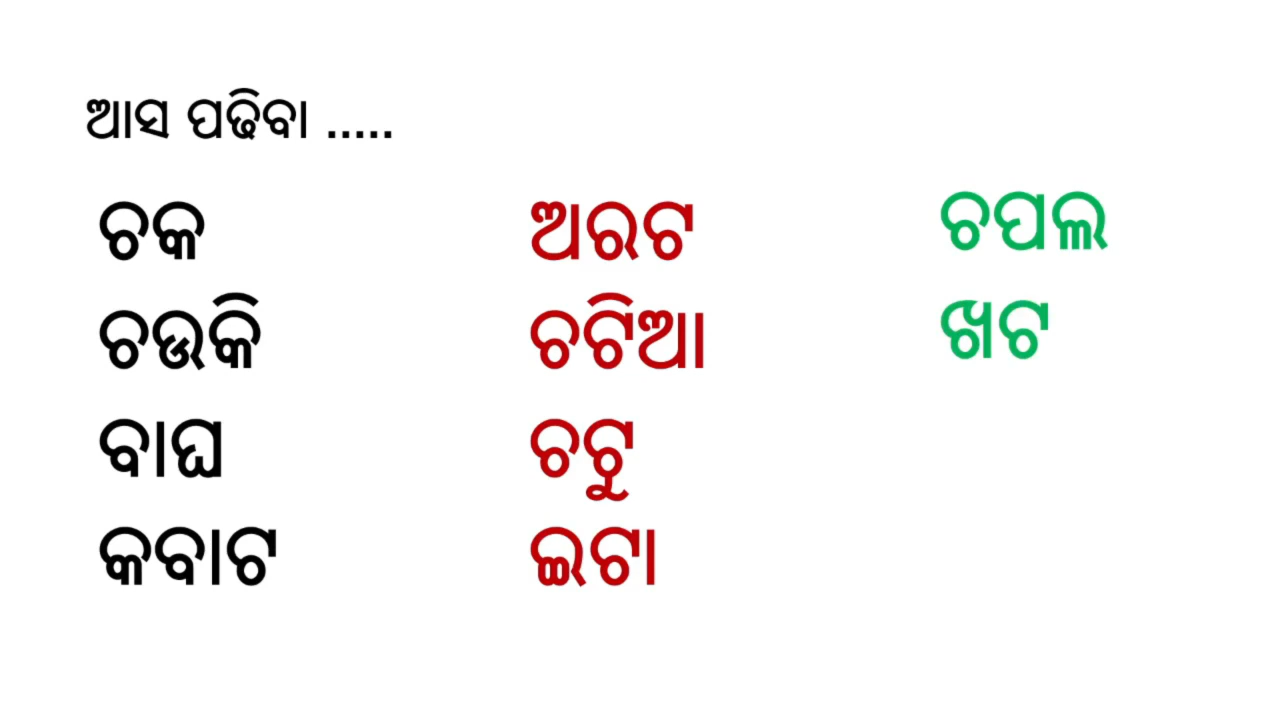 ଆସ ପଢିବା .....
ଚକ
ଚଉକି
ବାଘ
କବାଟ
ଅରଟ
ଚଟିଆ
ଚଟୁ
ଇଟା
ଚପଲ
ଖଟ